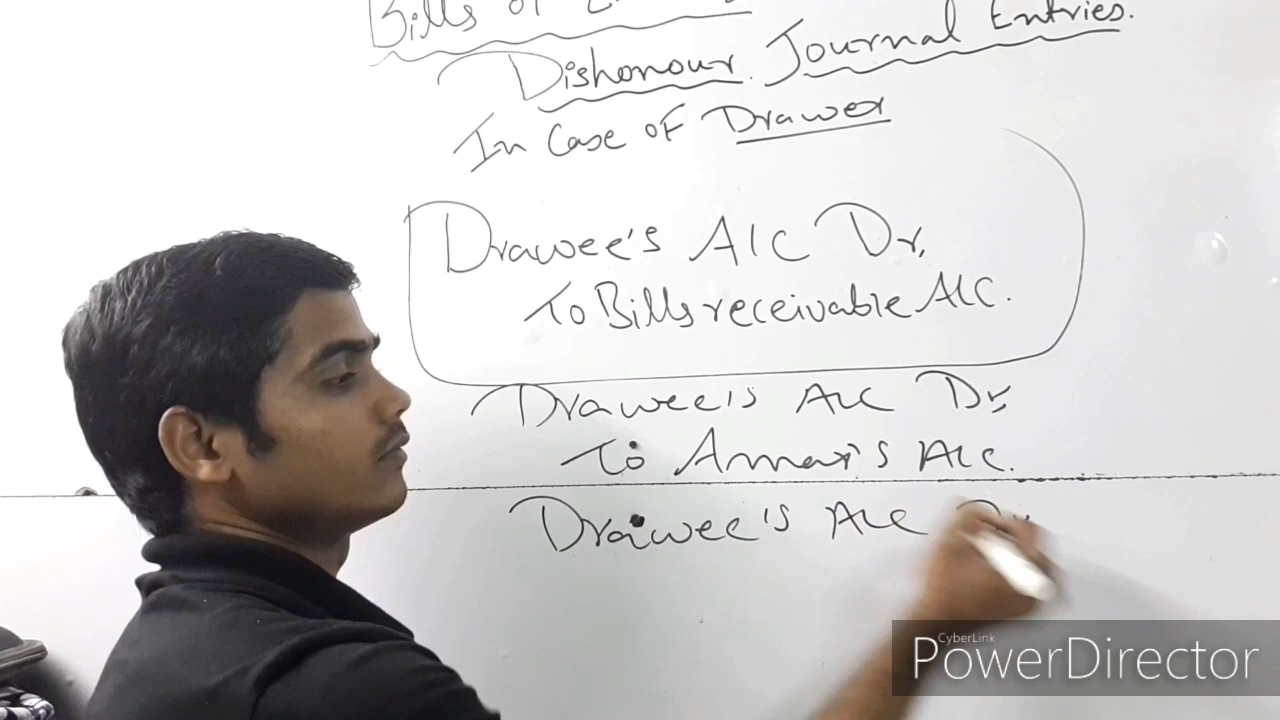 Bills of
Dishonour Journal Entries.
In Case of Drawer
Drawee's A/C Dr.
To Bills receivable A/C.
Drawee's A/C Dr,
To Amar's A/C.
Drawee's A/C Dr
CyberLink
PowerDirector